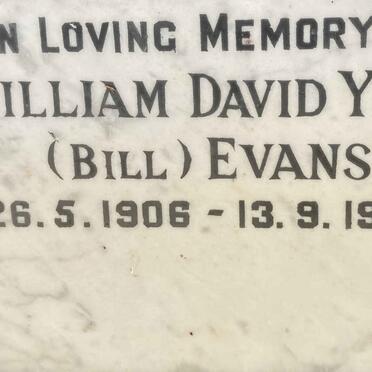 N LOVING MEMORY
ILLIAM DAVID Y
(BILL) EVANS
26.5.1906 - 13.9.19